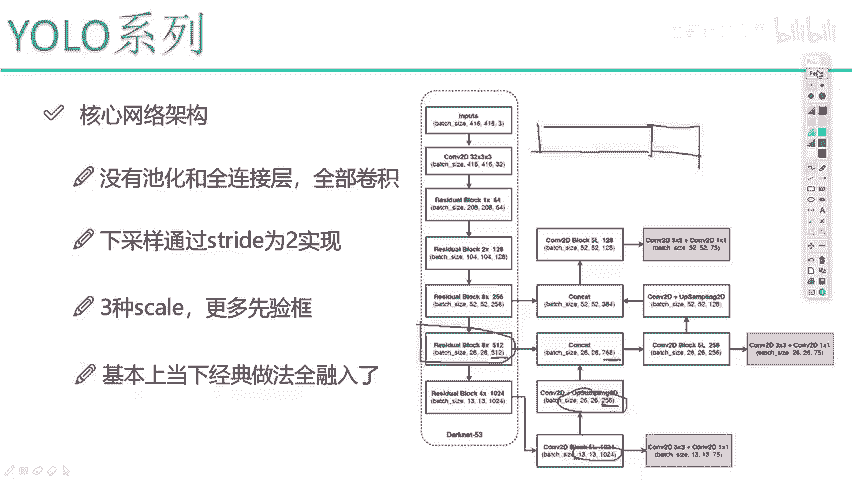 YOLO系列
bilibili
核心网络架构
没有池化和全连接层，全部卷积
下采样通过stride为2实现
3种scale，更多先验框
基本上当下经典做法全融入了
Inputs
(batch_size, 416, 416, 3)
Conv2D 32x3x3
(batch_size, 416, 416, 32)
Residual Block 1x 64
(batch_size, 208, 208, 64)
Residual Block 2x 128
(batch_size, 104, 104, 128)
Residual Block 8x 256
(batch_size, 52, 52, 256)
Residual Block 8x 512
(batch_size, 26, 26, 512)
Residual Block 4x 1024
(batch_size, 13, 13, 1024)
Darknet-53
Conv2D Block 5L 128
(batch_size, 52, 52, 128)
Conv2D 3x3 + Conv2D 1x1
(batch_size, 52, 52, 75)
Concat
(batch_size, 52, 52, 384)
Conv2D + UpSampling2D
(batch_size, 52, 52, 128)
Concat
(batch_size, 26, 26, 768)
Conv2D Block 5L 256
(batch_size, 26, 26, 256)
Conv2D 3x3 + Conv2D 1x1
(batch_size, 26, 26, 75)
Conv2D + UpSampling2D
(batch_size, 26, 26, 256)
Conv2D Block 5L 1024
(batch_size, 13, 13, 1024)
Conv2D 3x3 + Conv2D 1x1
(batch_size, 13, 13, 75)